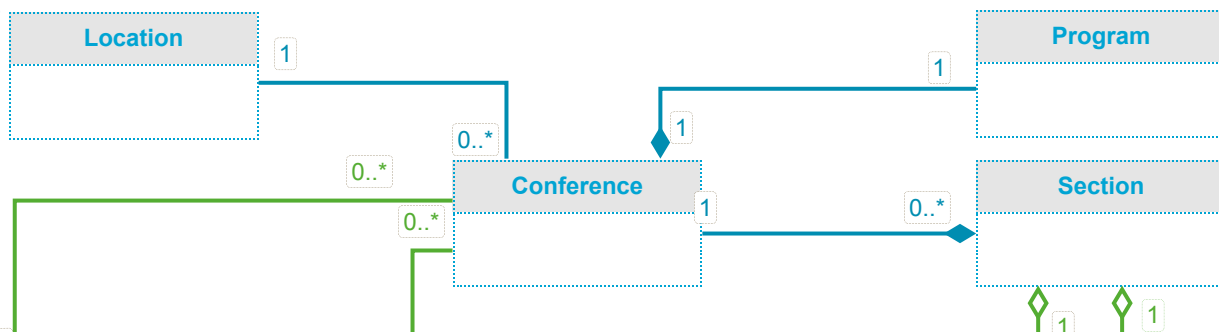 Location
Program
1
1
1
0..*
0..*
Conference
Section
1
0..*
0..*
1
1